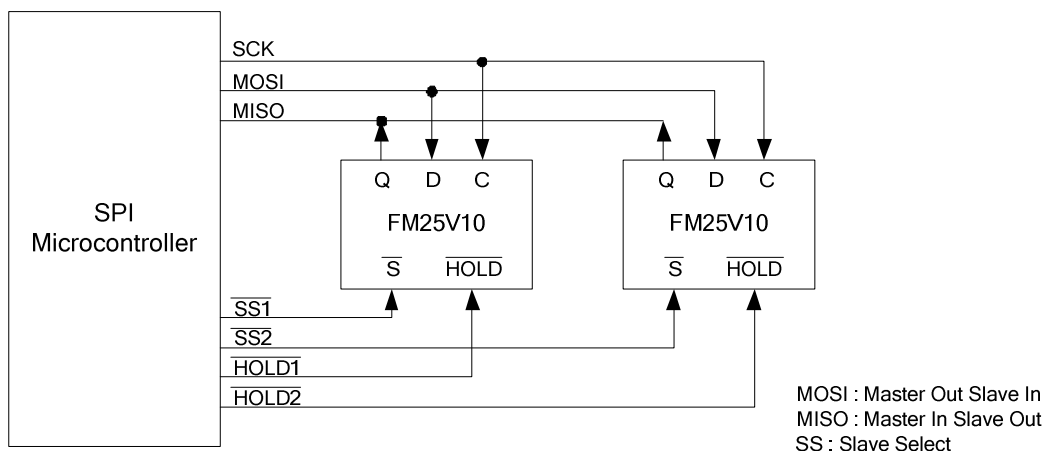 SCK
MOSI
MISO
SPI
Microcontroller
Q D C
FM25V10
S HOLD
Q D C
FM25V10
S HOLD
SS1
SS2
HOLD1
HOLD2
MOSI : Master Out Slave In
MISO : Master In Slave Out
SS : Slave Select